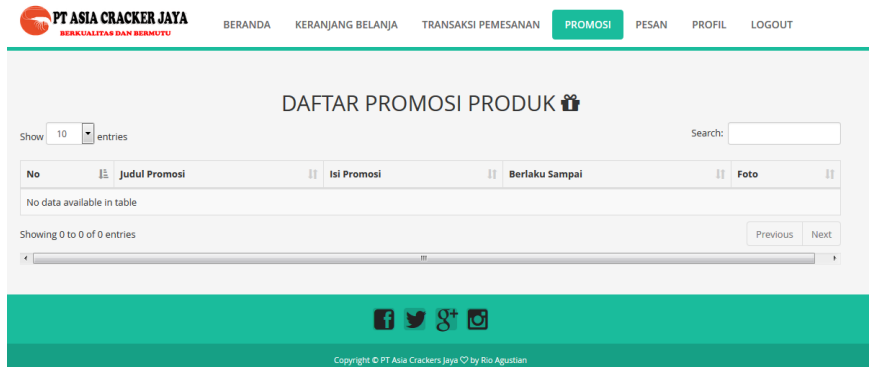 PT ASIA CRACKER JAYA
BERKUALITAS DAN BERMUTU
BERANDA KERANJANG BELANJA TRANSAKSI PEMESANAN PROMOSI PESAN PROFIL LOGOUT
DAFTAR PROMOSI PRODUK
Show 10 entries Search:
No Judul Promosi Isi Promosi Berlaku Sampai Foto
No data available in table
Showing 0 to 0 of 0 entries Previous Next
Copyright © PT Asia Crackers Jaya ♡ by Rio Agustian